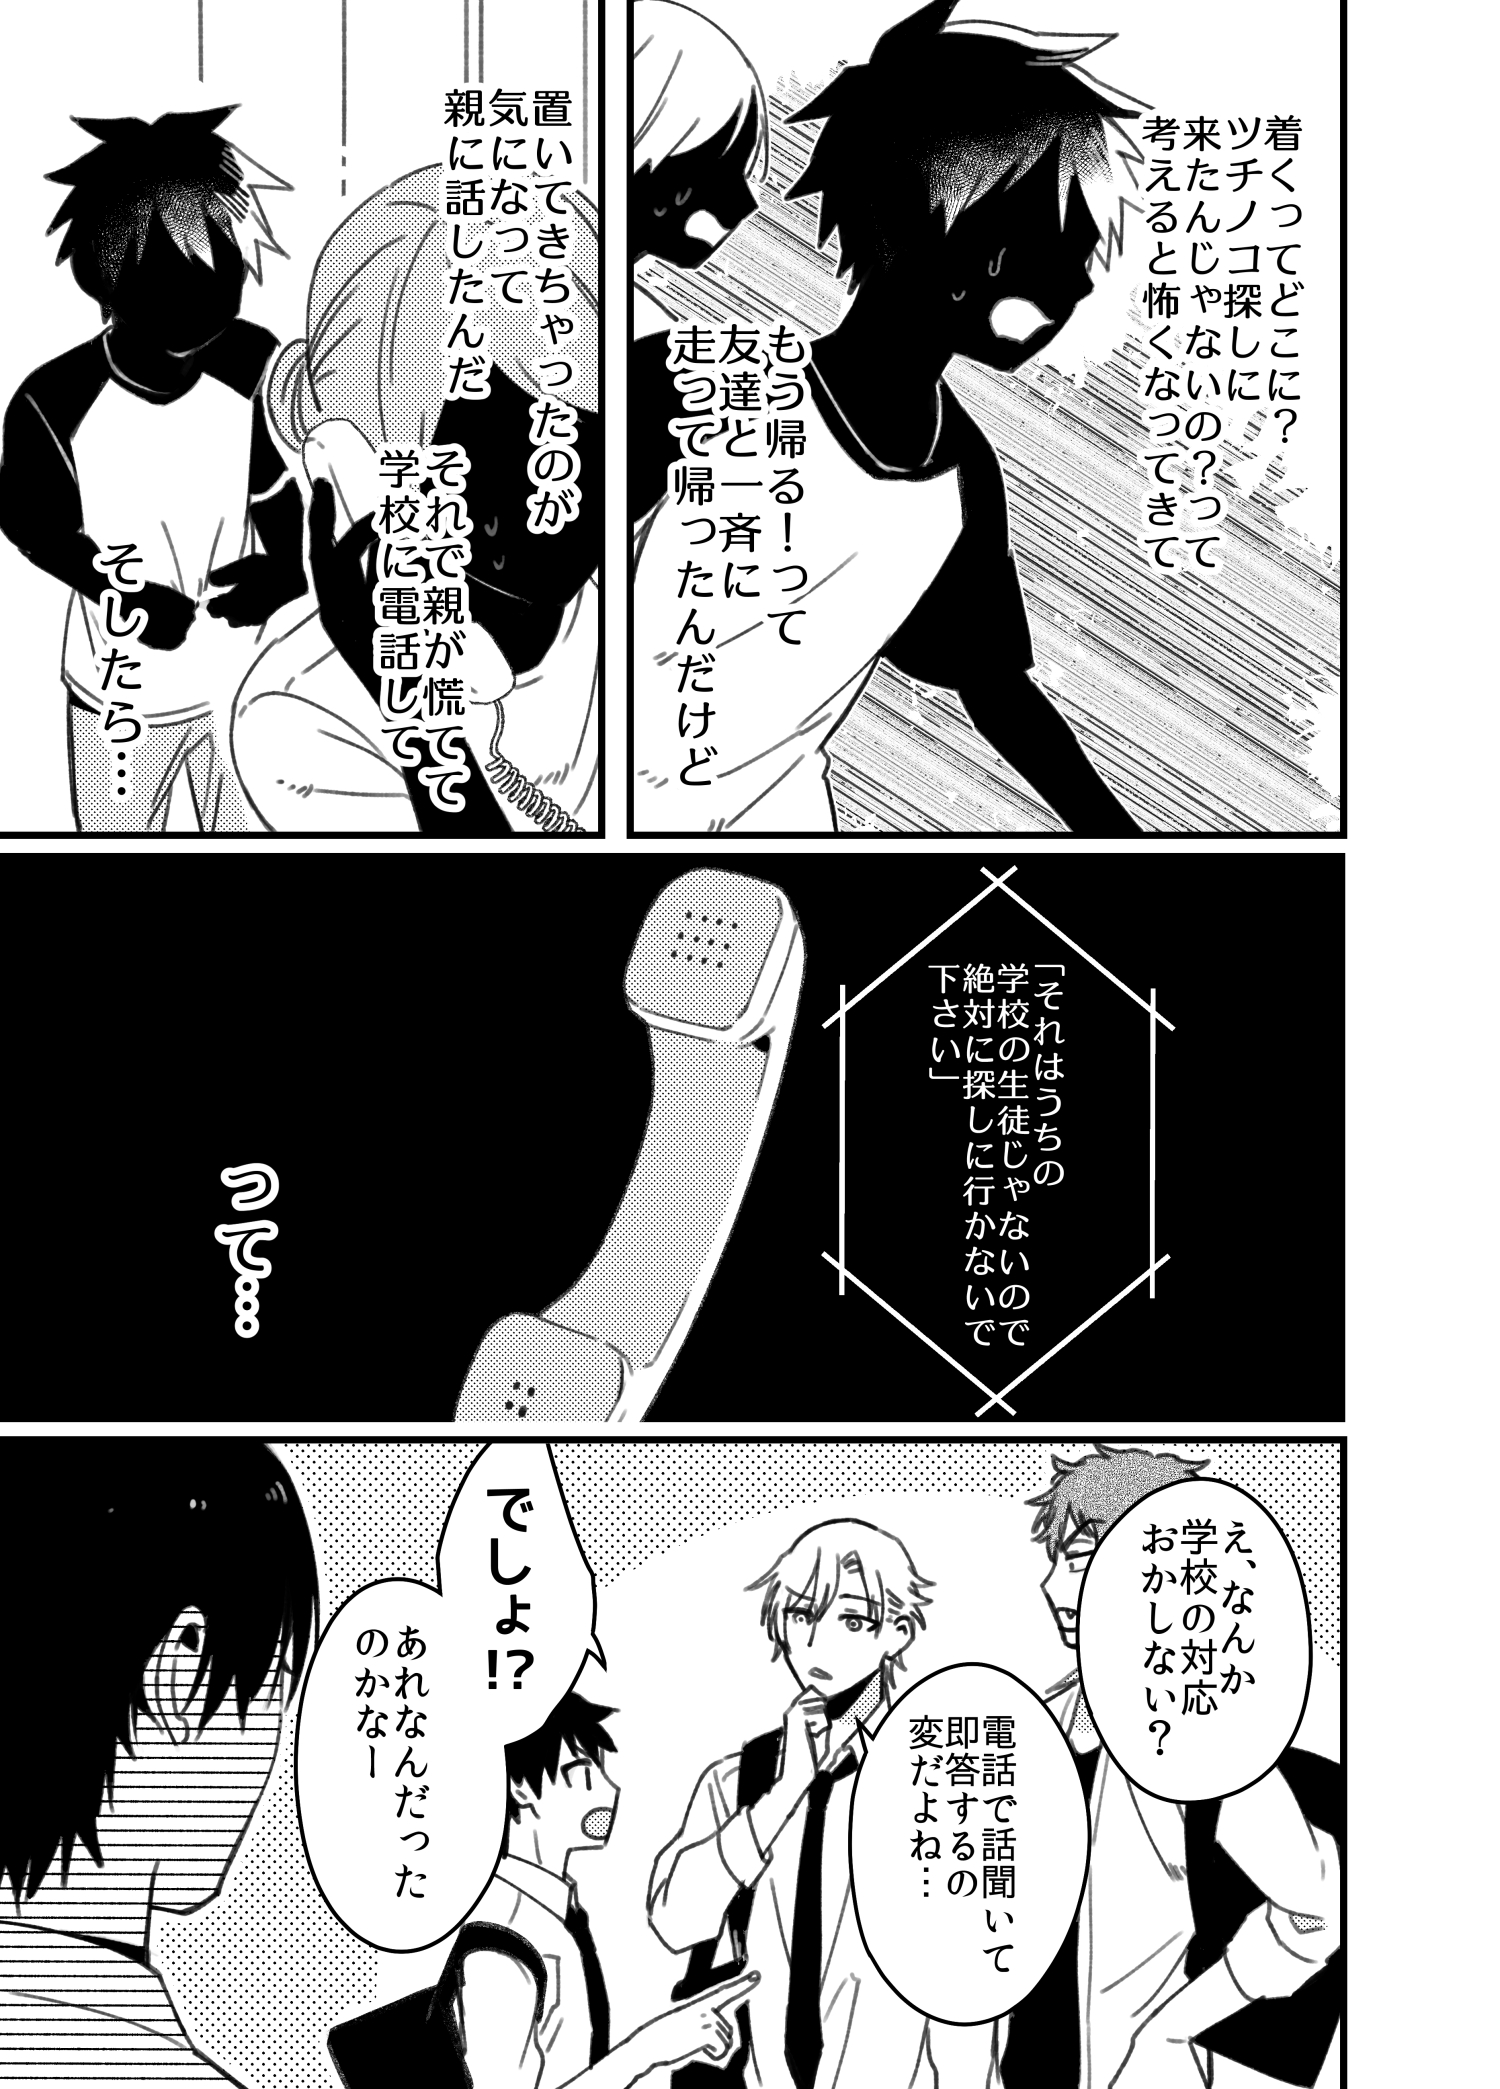 着くってどこに？
ツチノコ探しに
来たんじゃないの？って
考えると怖くなってきて
もう帰る！って
友達と一斉に
走って帰ったんだけど
置いてきちゃったのが
気になって
親に話したんだ
それで親が慌てて
学校に電話して
そしたら…
「それはうちの
学校の生徒じゃないので
絶対に探しに行かないで
下さい」
って…
え、なんか
学校の対応
おかしない？
電話で話聞いて
即答するの
変だよね…
でしょ!?
あれなんだった
のかなー